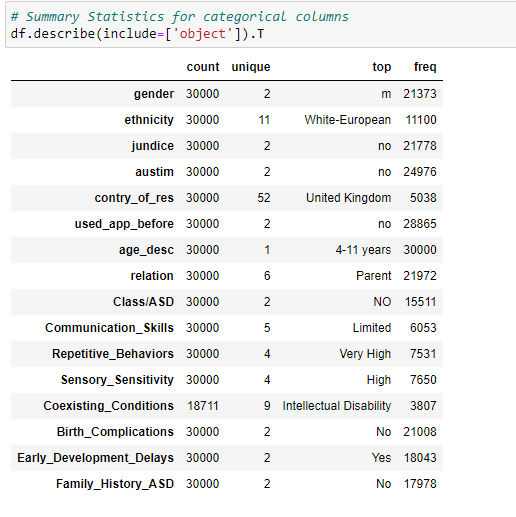 # Summary Statistics for categorical columns
df.describe(include=['object']).T
count unique top freq
gender 30000 2 m 21373
ethnicity 30000 11 White-European 11100
jundice 30000 2 no 21778
austim 30000 2 no 24976
contry_of_res 30000 52 United Kingdom 5038
used_app_before 30000 2 no 28865
age_desc 30000 1 4-11 years 30000
relation 30000 6 Parent 21972
Class/ASD 30000 2 NO 15511
Communication_Skills 30000 5 Limited 6053
Repetitive_Behaviors 30000 4 Very High 7531
Sensory_Sensitivity 30000 4 High 7650
Coexisting_Conditions 18711 9 Intellectual Disability 3807
Birth_Complications 30000 2 No 21008
Early_Development_Delays 30000 2 Yes 18043
Family_History_ASD 30000 2 No 17978